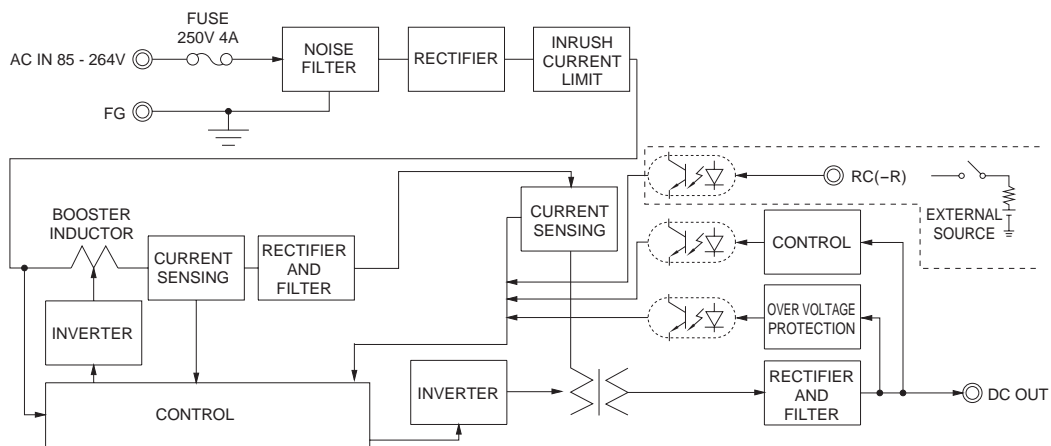 FUSE
250V 4A
AC IN 85 - 264V
NOISE
FILTER
RECTIFIER
INRUSH
CURRENT
LIMIT
FG
RC(−R)
EXTERNAL
SOURCE
BOOSTER
INDUCTOR
CURRENT
SENSING
RECTIFIER
AND
FILTER
CURRENT
SENSING
CONTROL
INVERTER
OVER VOLTAGE
PROTECTION
CONTROL
INVERTER
RECTIFIER
AND
FILTER
DC OUT